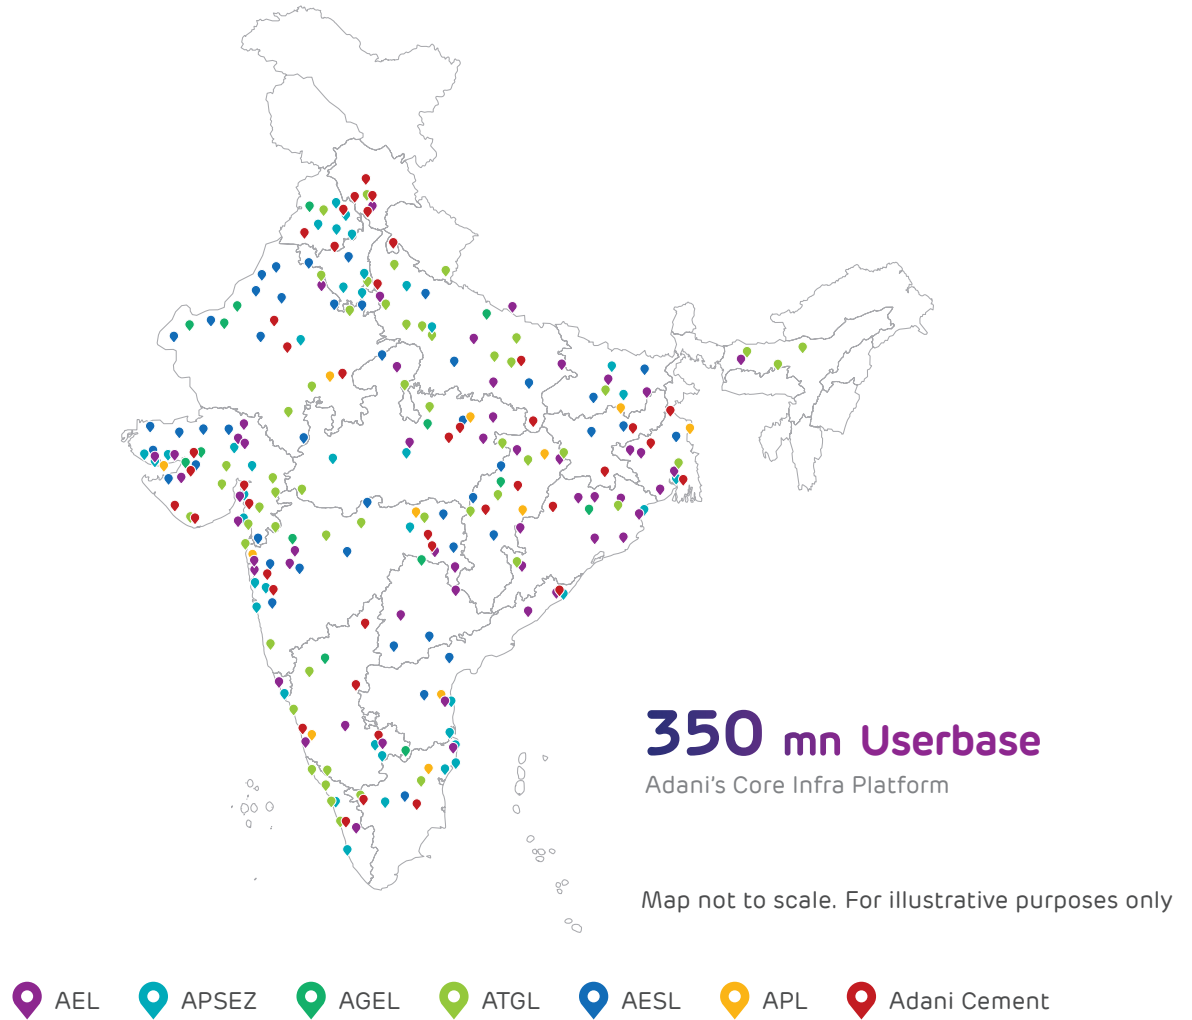 350 mn Userbase
Adani's Core Infra Platform
Map not to scale. For illustrative purposes only
AEL APSEZ AGEL ATGL AESL APL Adani Cement